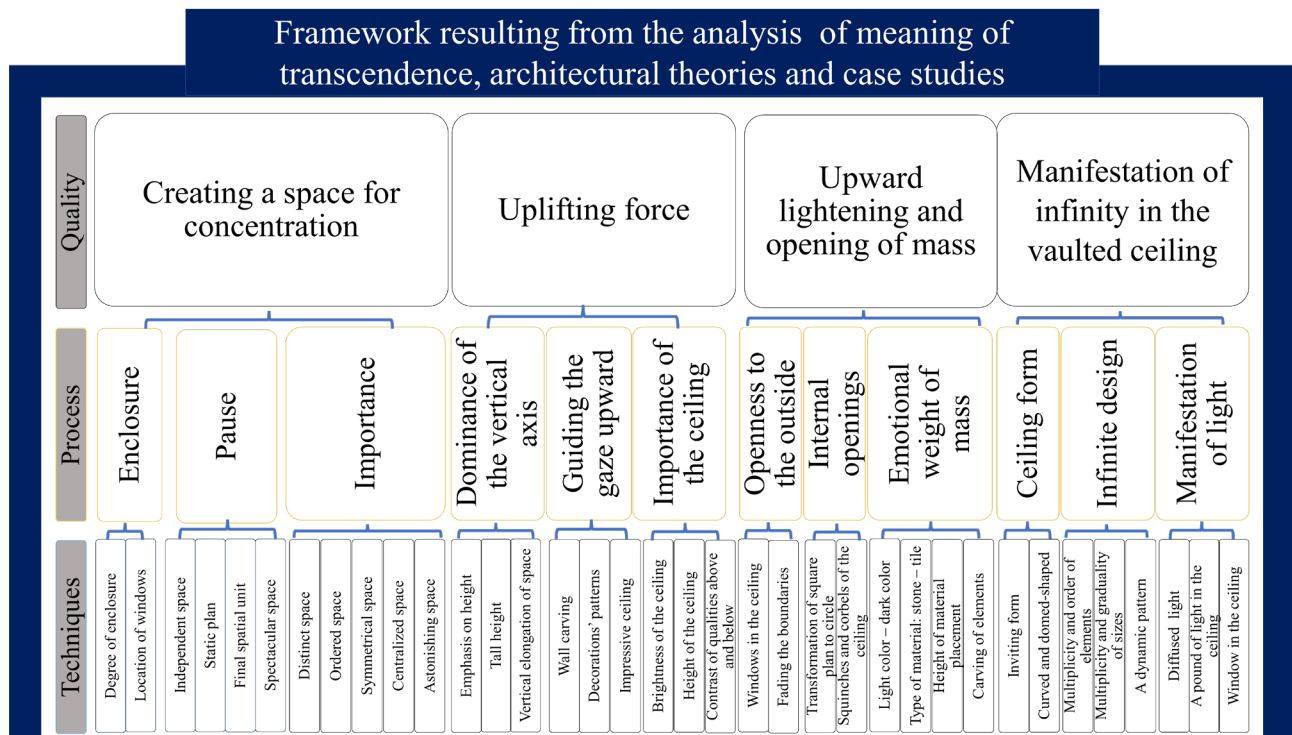 Framework resulting from the analysis of meaning of
transcendence, architectural theories and case studies
Quality
Creating a space for
concentration
Uplifting force
Upward
lightening and
opening of mass
Manifestation of
infinity in the
vaulted ceiling
Process
Enclosure
Pause
Importance
Dominance of
the vertical
axis
Guiding the
gaze upward
Importance of
the ceiling
Openness to
the outside
Internal
openings
Emotional
weight of
mass
Ceiling form
Infinite design
Manifestation
of light
Techniques
Degree of enclosure
Location of windows
Independent space
Static plan
Final spatial unit
Spectacular space
Distinct space
Ordered space
Symmetrical space
Centralized space
Astonishing space
Emphasis on height
Tall height
Vertical elongation of space
Wall carving
Decorations' patterns
Impressive ceiling
Brightness of the ceiling
Height of the ceiling
Contrast of qualities above
and below
Windows in the ceiling
Fading the boundaries
Transformation of square
plan to circle
Squinches and corbels of the
ceiling
Light color – dark color
Type of material: stone – tile
Height of material
placement
Carving of elements
Inviting form
Curved and domed-shaped
Multiplicity and order of
elements
Multiplicity and graduality
of sizes
A dynamic pattern
Diffused light
A pound of light in the
ceiling
Window in the ceiling